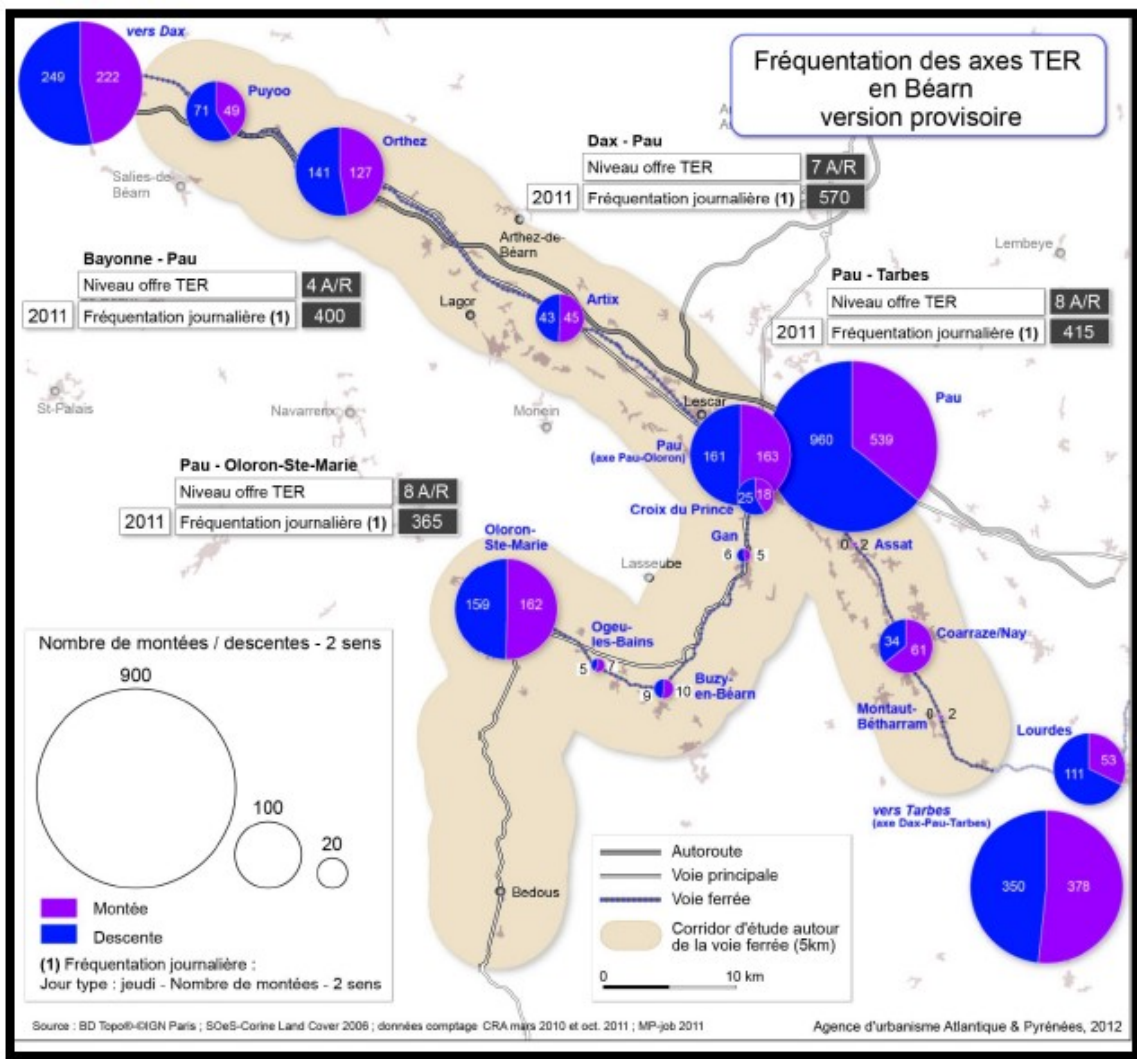 vers Dax
249
222
Puyoo
71
49
Orthez
141
127
Salies-de-
Béarn
Fréquentation des axes TER
en Béarn
version provisoire
Dax - Pau
Niveau offre TER
7 A/R
2011
Fréquentation journalière (1)
570
Arthez-de-
Béarn
Lembeye
Bayonne - Pau
Niveau offre TER
4 A/R
2011
Fréquentation journalière (1)
400
Lagor
Artix
43
45
Pau - Tarbes
Niveau offre TER
8 A/R
2011
Fréquentation journalière (1)
415
St-Palais
Navarrenx
Monein
Lescar
Pau
960
539
Pau
(axe Pau-Oloron)
161
163
Croix du Prince
25
18
Pau - Oloron-Ste-Marie
Niveau offre TER
8 A/R
2011
Fréquentation journalière (1)
365
Gan
6
5
0
2
Assat
Lasseube
Oloron-
Ste-Marie
159
162
Ogeu-
les-Bains
5
7
Buzy-
en-Béarn
9
10
Coarraze/Nay
34
61
Montaut-
Bétharram
2
Lourdes
111
53
vers Tarbes
(axe Dax-Pau-Tarbes)
350
378
Bedous
Nombre de montées / descentes - 2 sens
900
100
20
Montée
Descente
(1) Fréquentation journalière :
Jour type : jeudi - Nombre de montées - 2 sens
Autoroute
Voie principale
Voie ferrée
Corridor d'étude autour
de la voie ferrée (5km)
0
10 km
Source : BD Topo®-©IGN Paris ; SOeS-Corine Land Cover 2006 ; données comptage CRA mars 2010 et oct. 2011 ; MP-job 2011
Agence d'urbanisme Atlantique & Pyrénées, 2012